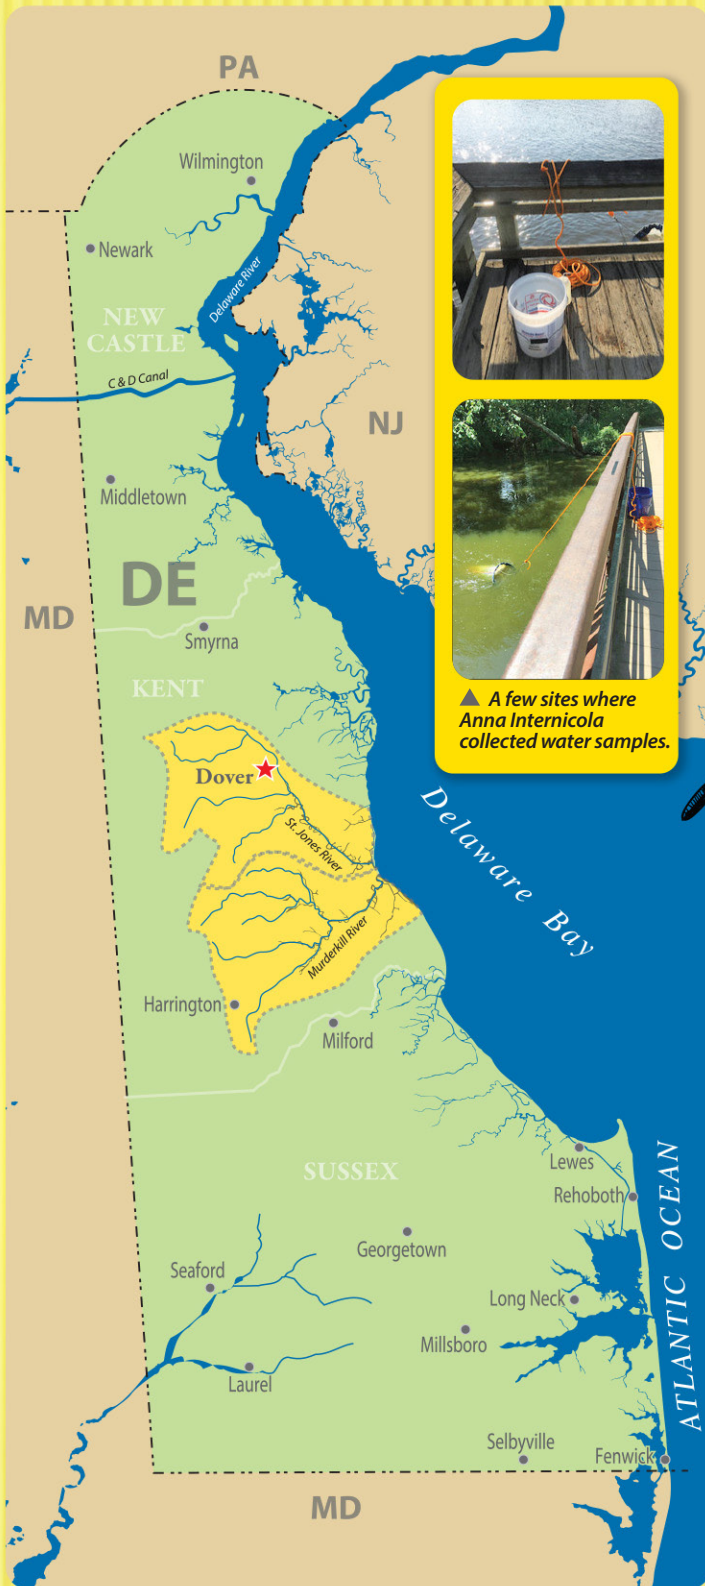 PA
Wilmington
Newark
Delaware River
NEW
CASTLE
C & D Canal
NJ
Middletown
DE
MD
Smyrna
KENT
▲ A few sites where
Anna Internicola
collected water samples.
Dover
St. Jones River
Delaware Bay
Murderkill River
Harrington
Milford
SUSSEX
Lewes
Rehoboth
ATLANTIC OCEAN
Georgetown
Seaford
Long Neck
Millsboro
Laurel
Selbyville
Fenwick
MD